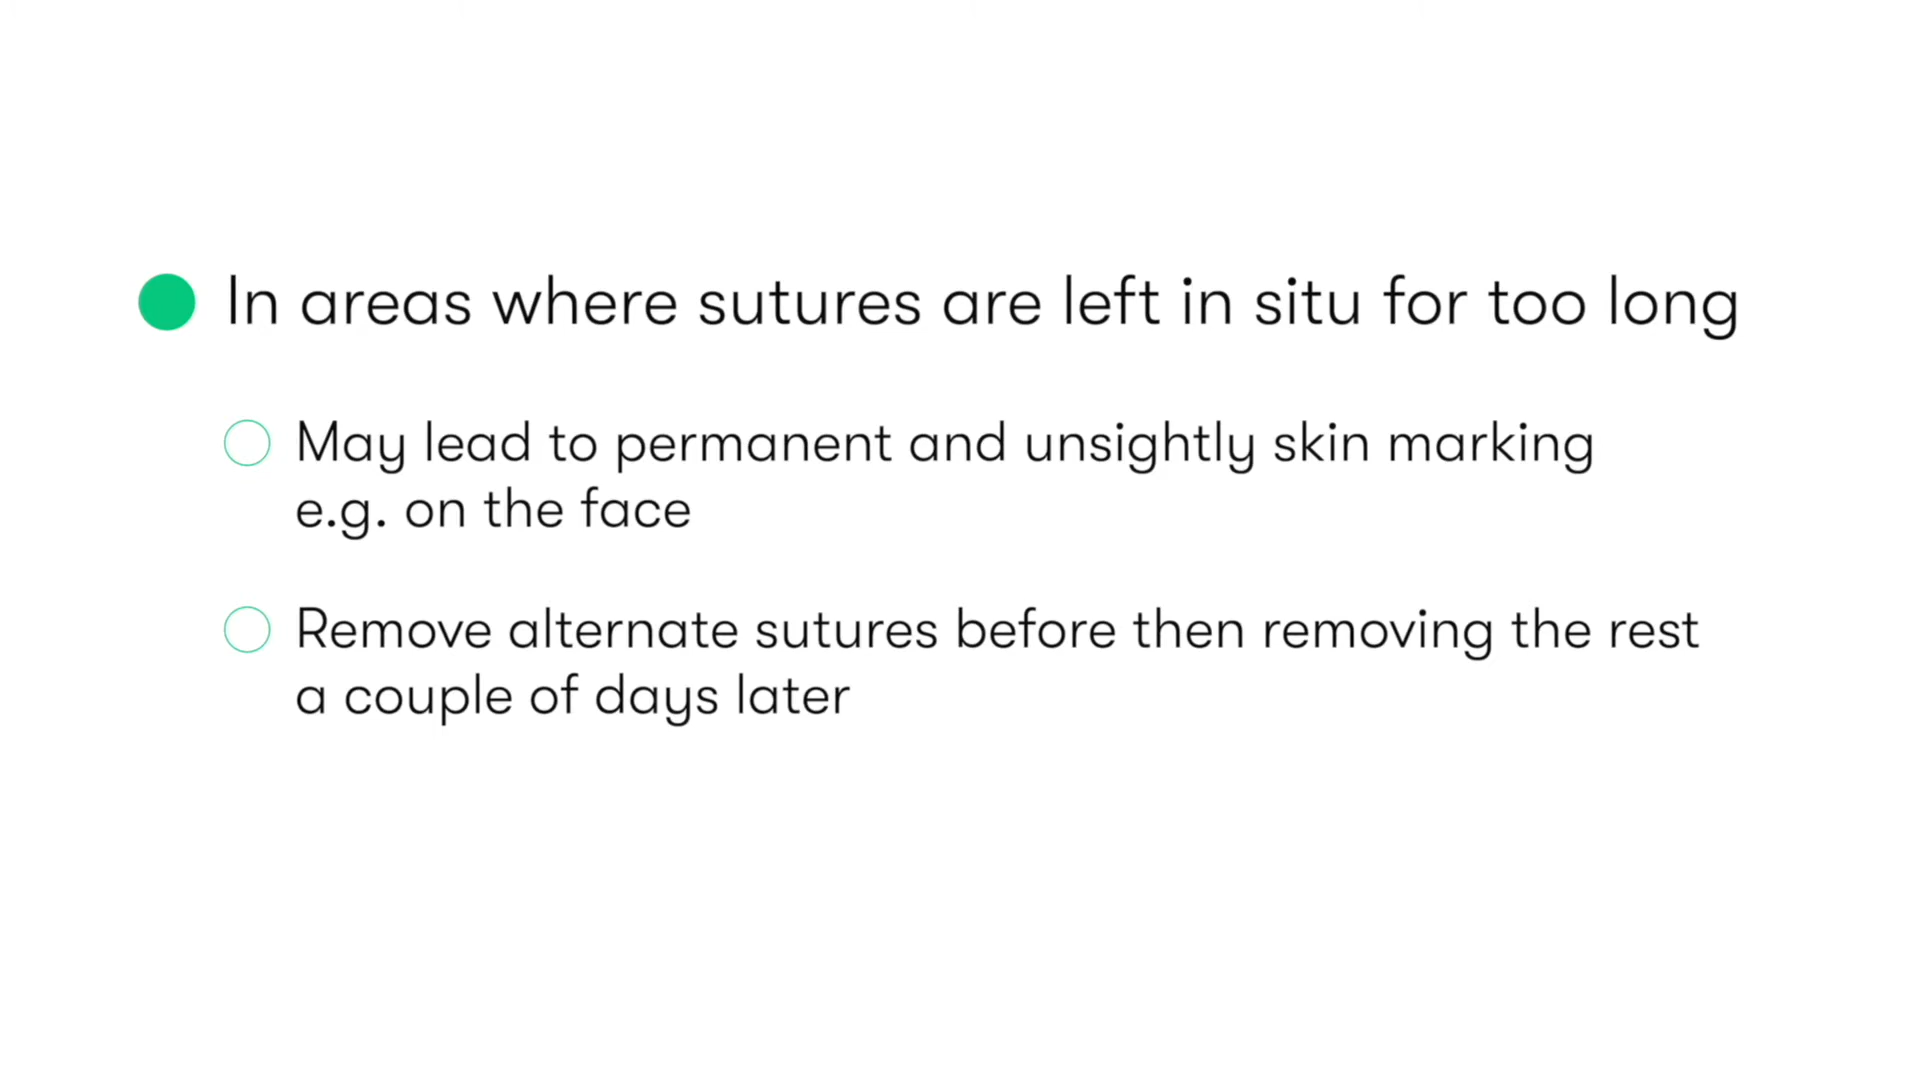 In areas where sutures are left in situ for too long
May lead to permanent and unsightly skin marking
e.g. on the face
Remove alternate sutures before then removing the rest
a couple of days later